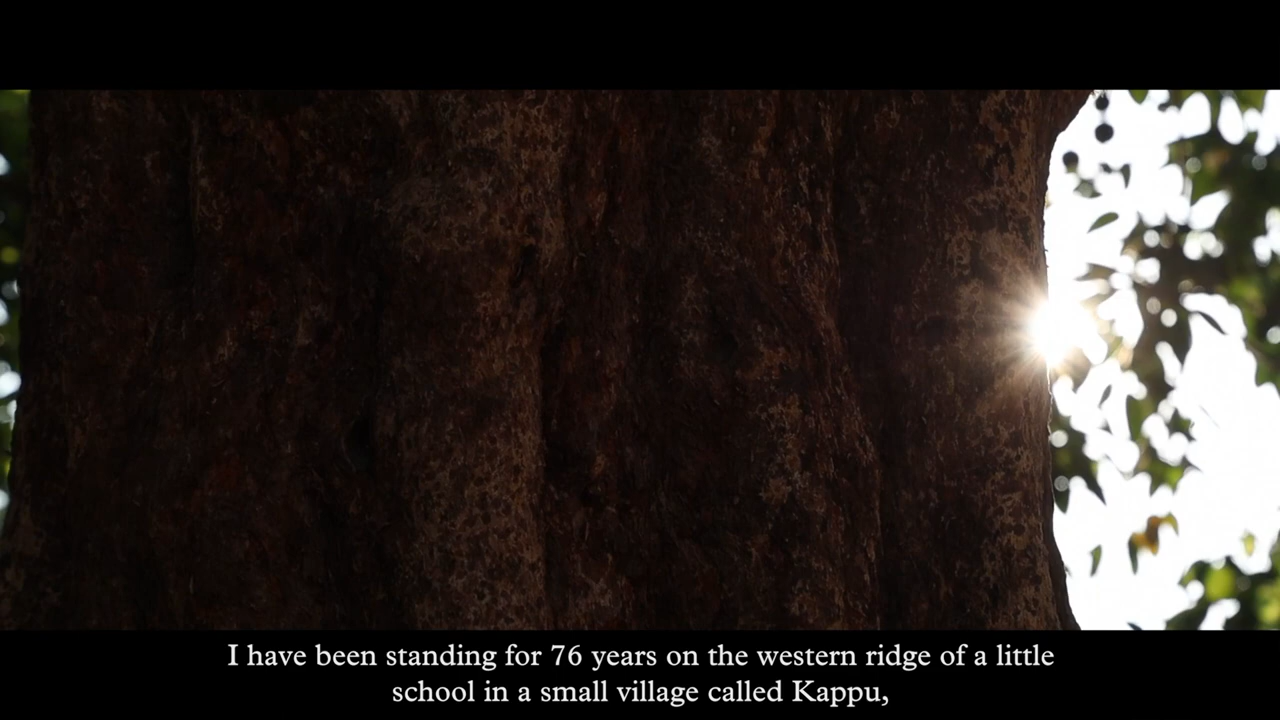 I have been standing for 76 years on the western ridge of a little
school in a small village called Kappu,